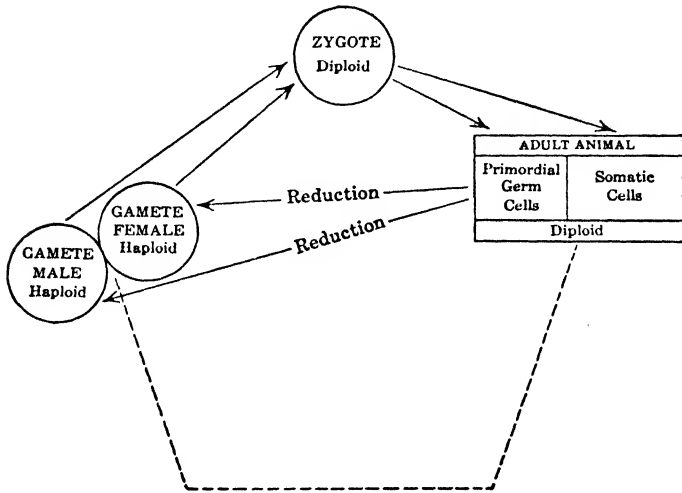 ZYGOTE
Diploid
ADULT ANIMAL
Primordial
Germ
Cells
Somatic
Cells
Diploid
Reduction
Reduction
GAMETE
FEMALE
Haploid
GAMETE
MALE
Haploid